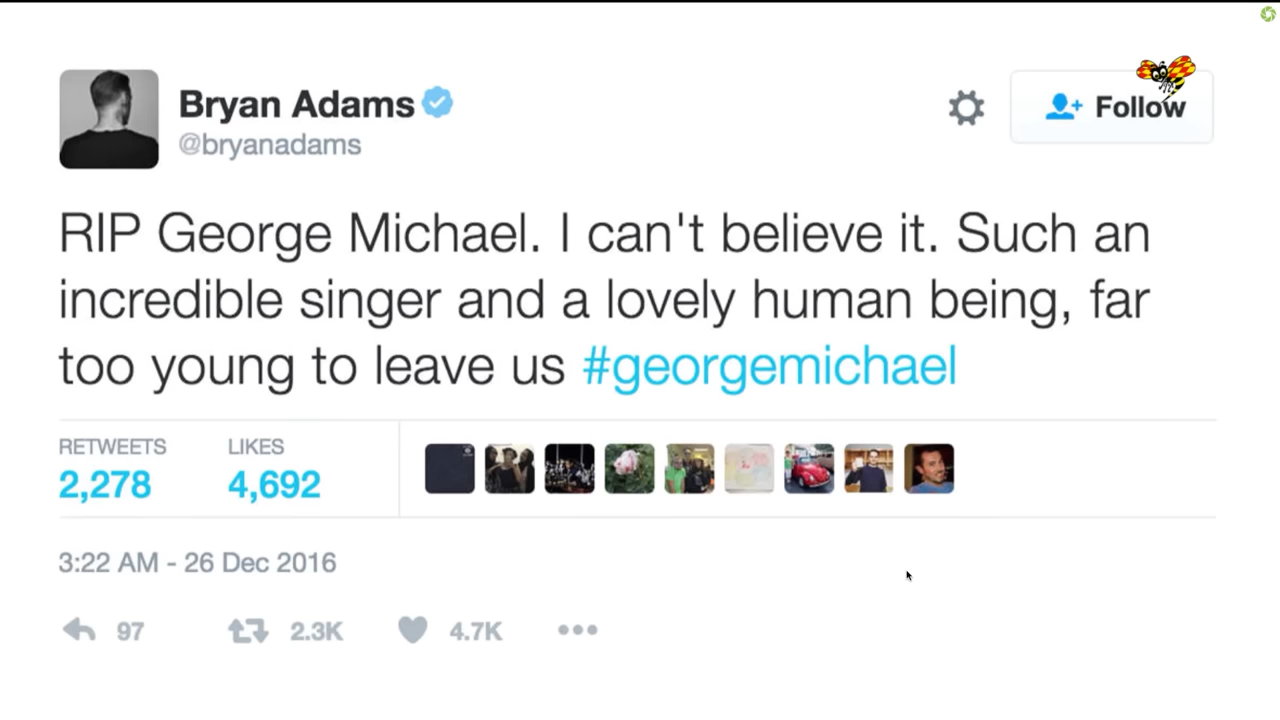 Bryan Adams
@bryanadams
Follow
RIP George Michael. I can't believe it. Such an
incredible singer and a lovely human being, far
too young to leave us #georgemichael
RETWEETS
2,278
LIKES
4,692
3:22 AM - 26 Dec 2016
97
2.3K
4.7K